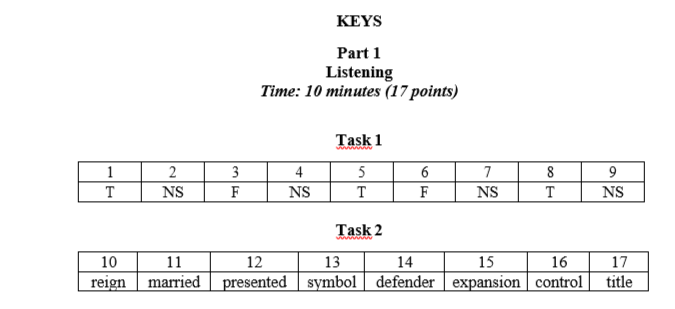 KEYS
Part 1
Listening
Time: 10 minutes (17 points)
Task 1
1 2 3 4 5 6 7 8 9
T NS F NS T F NS T NS
Task 2
10 11 12 13 14 15 16 17
reign married presented symbol defender expansion control title